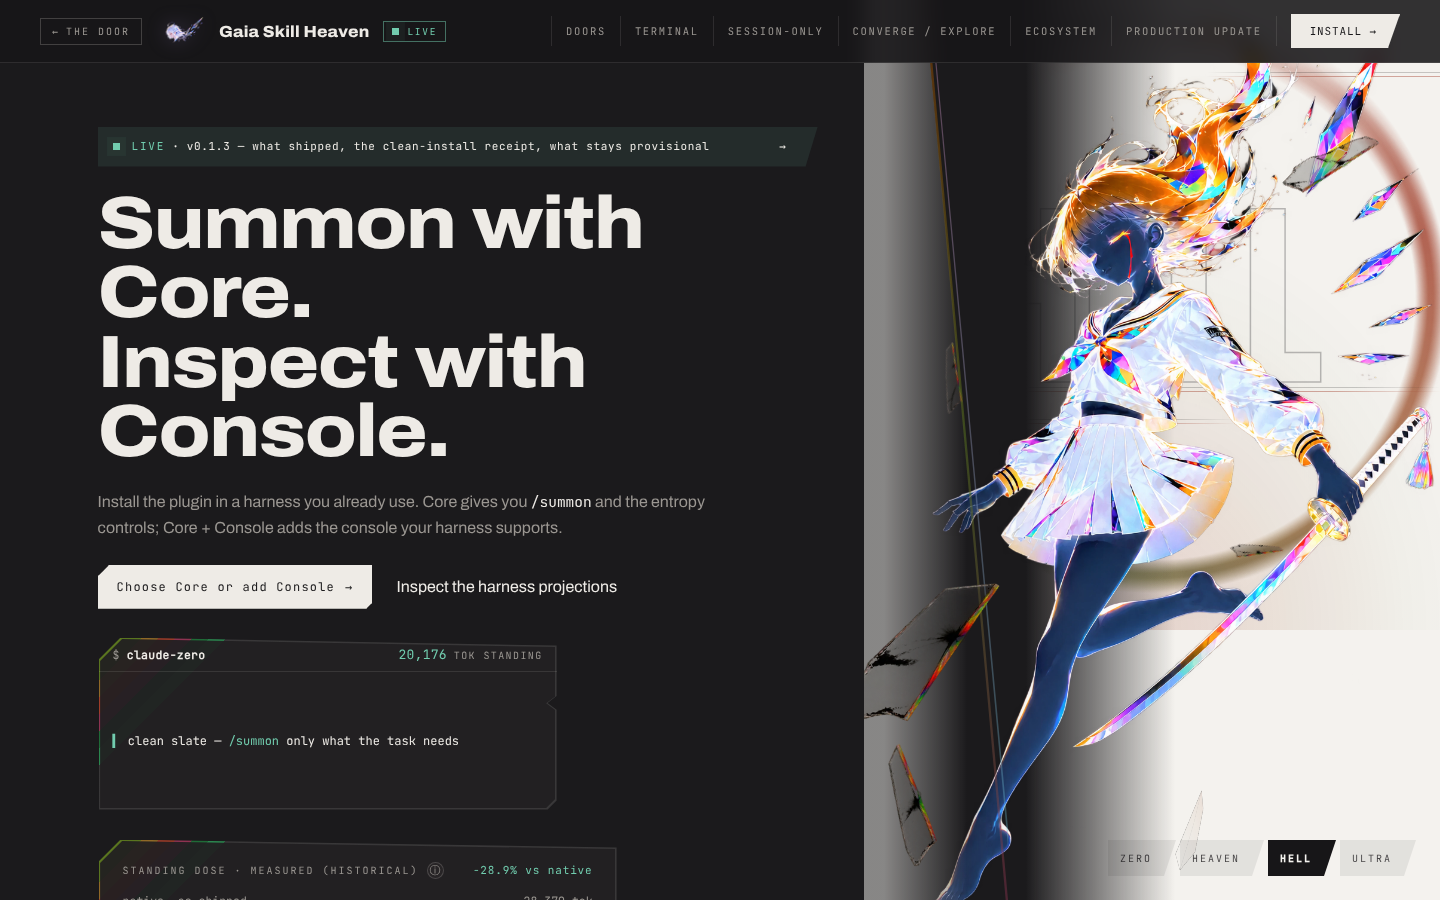 ← THE DOOR
Gaia Skill Heaven
LIVE
DOORS
TERMINAL
SESSION-ONLY
CONVERGE / EXPLORE
ECOSYSTEM
PRODUCTION UPDATE
INSTALL →
LIVE · v0.1.3 — what shipped, the clean-install receipt, what stays provisional →
Summon with
Core.
Inspect with
Console.
Install the plugin in a harness you already use. Core gives you /summon and the entropy
controls; Core + Console adds the console your harness supports.
Choose Core or add Console →
Inspect the harness projections
$ claude-zero
20,176 TOK STANDING
clean slate — /summon only what the task needs
STANDING DOSE · MEASURED (HISTORICAL) ⓘ
-28.9% vs native
ZERO
HEAVEN
HELL
ULTRA